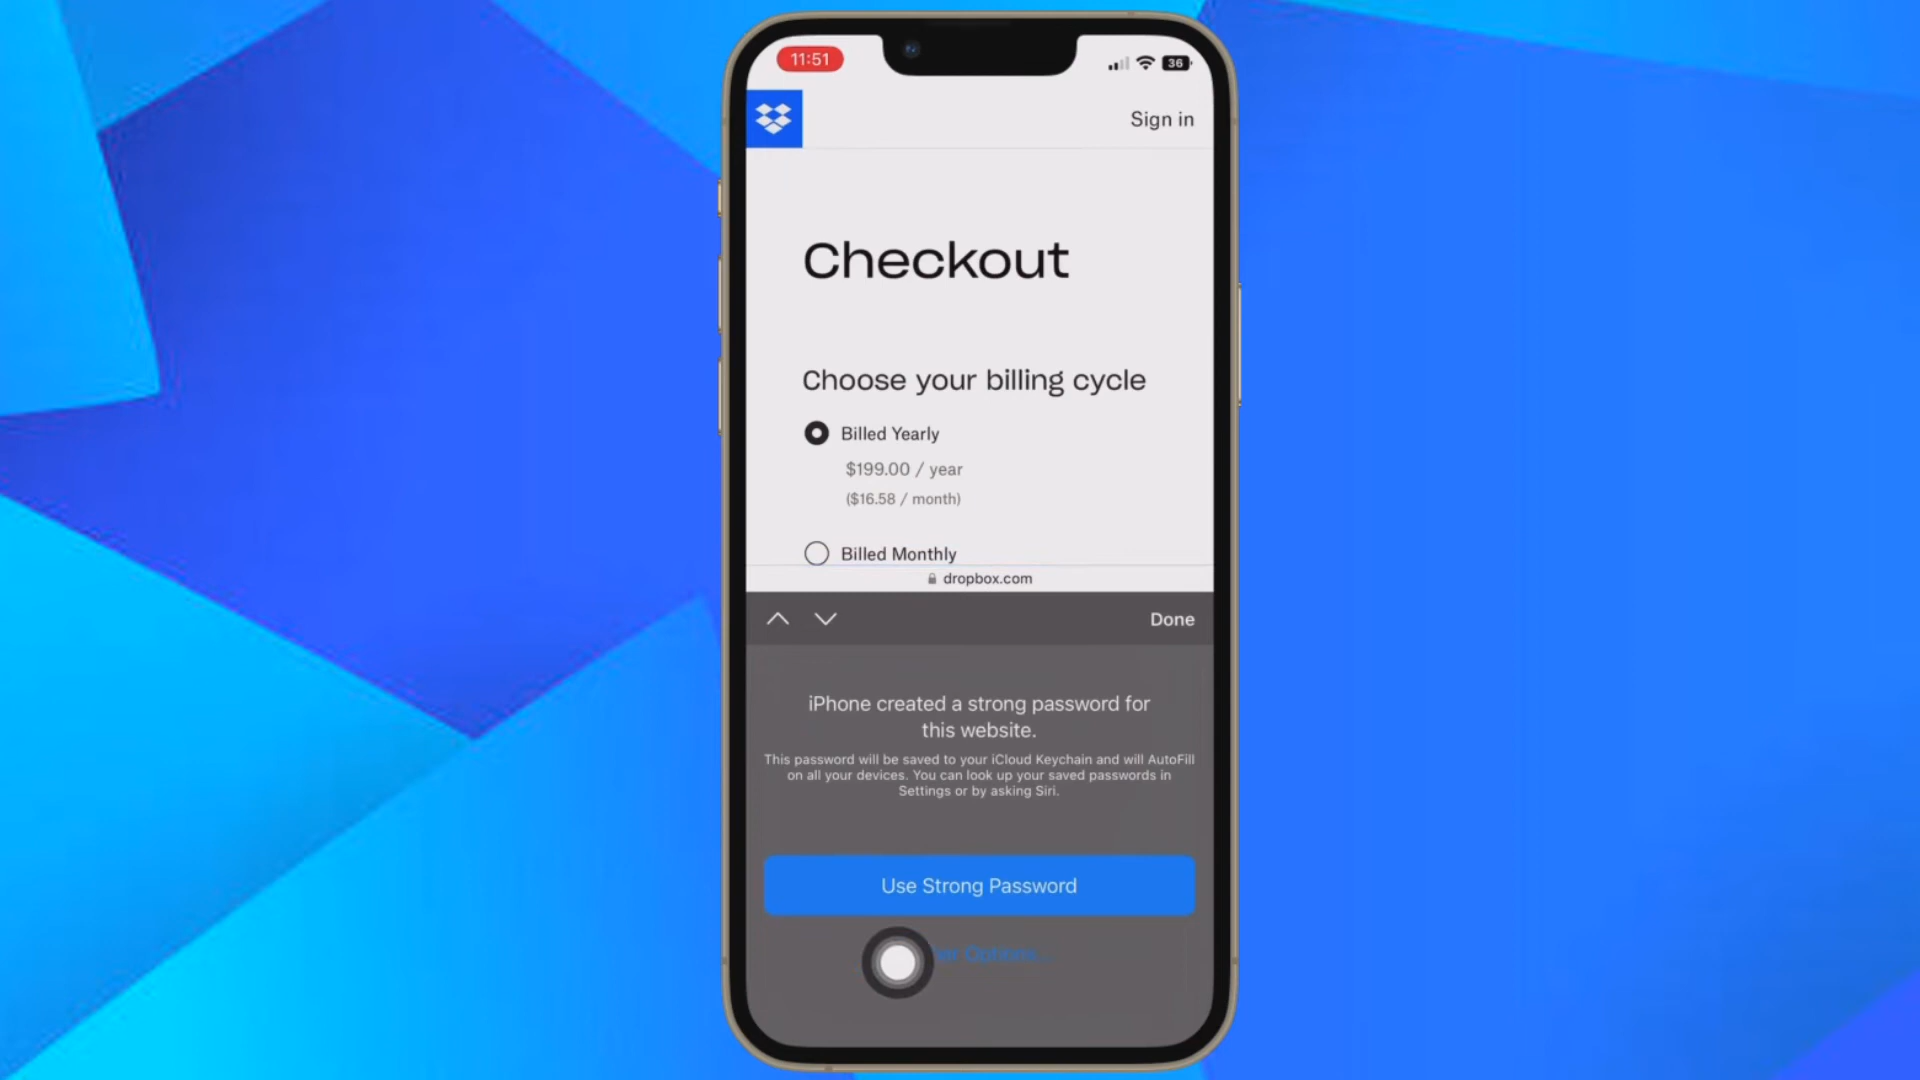 11:51
36
Sign in
Checkout
Choose your billing cycle
Billed Yearly
$199.00 / year
($16.58 / month)
Billed Monthly
dropbox.com
Done
iPhone created a strong password for
this website.
This password will be saved to your iCloud Keychain and will AutoFill
on all your devices. You can look up your saved passwords in
Settings or by asking Siri.
Use Strong Password
Options...